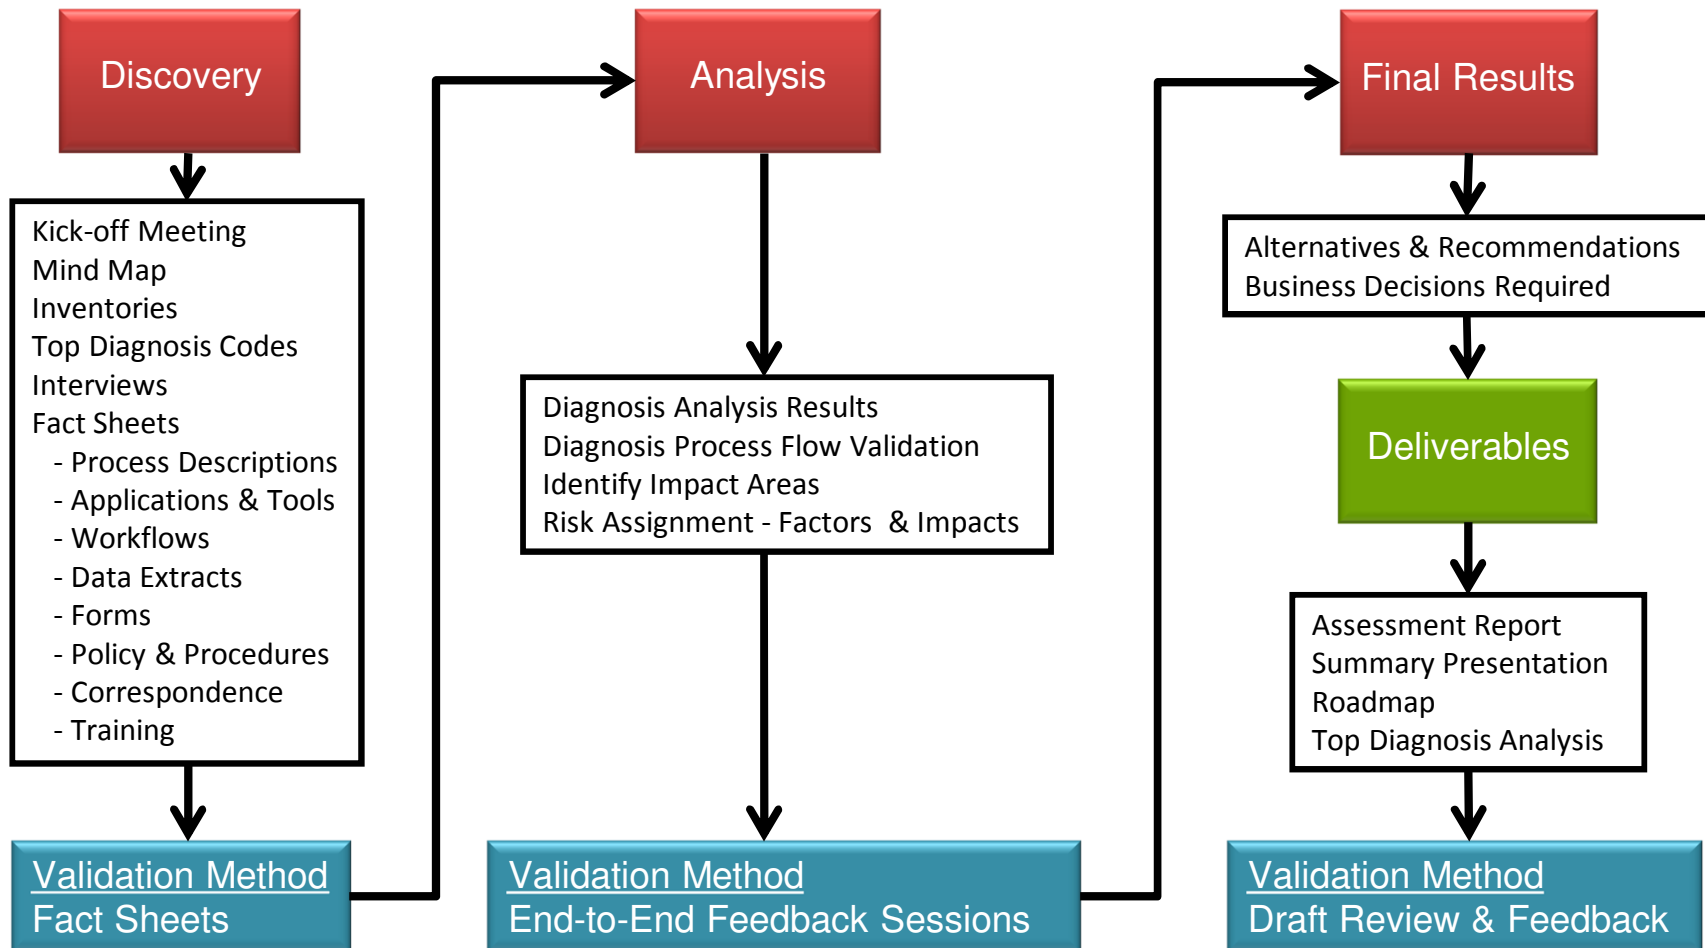 Discovery
Kick-off Meeting
Mind Map
Inventories
Top Diagnosis Codes
Interviews
Fact Sheets
- Process Descriptions
- Applications & Tools
- Workflows
- Data Extracts
- Forms
- Policy & Procedures
- Correspondence
- Training
Validation Method
Fact Sheets
Analysis
Diagnosis Analysis Results
Diagnosis Process Flow Validation
Identify Impact Areas
Risk Assignment - Factors  & Impacts
Validation Method
End-to-End Feedback Sessions
Final Results
Alternatives & Recommendations
Business Decisions Required
Deliverables
Assessment Report
Summary Presentation
Roadmap
Top Diagnosis Analysis
Validation Method
Draft Review & Feedback